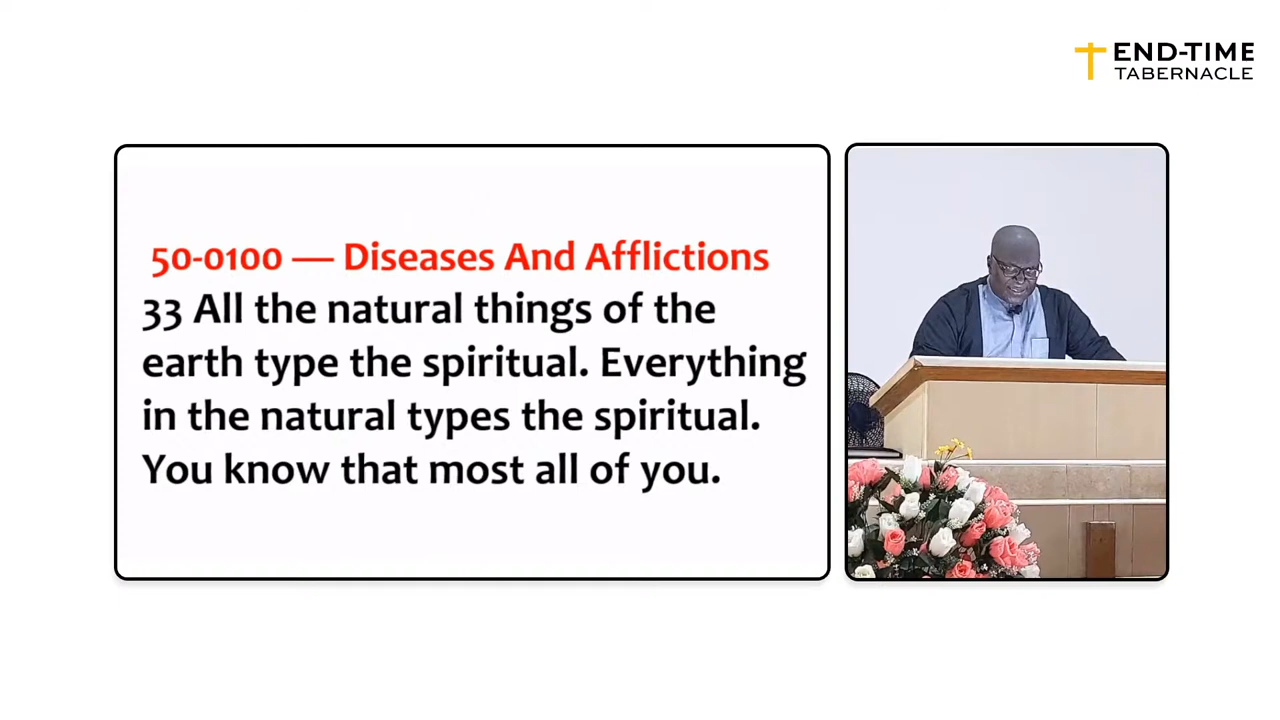 END-TIME
TABERNACLE
50-0100 — Diseases And Afflictions
33 All the natural things of the
earth type the spiritual. Everything
in the natural types the spiritual.
You know that most all of you.